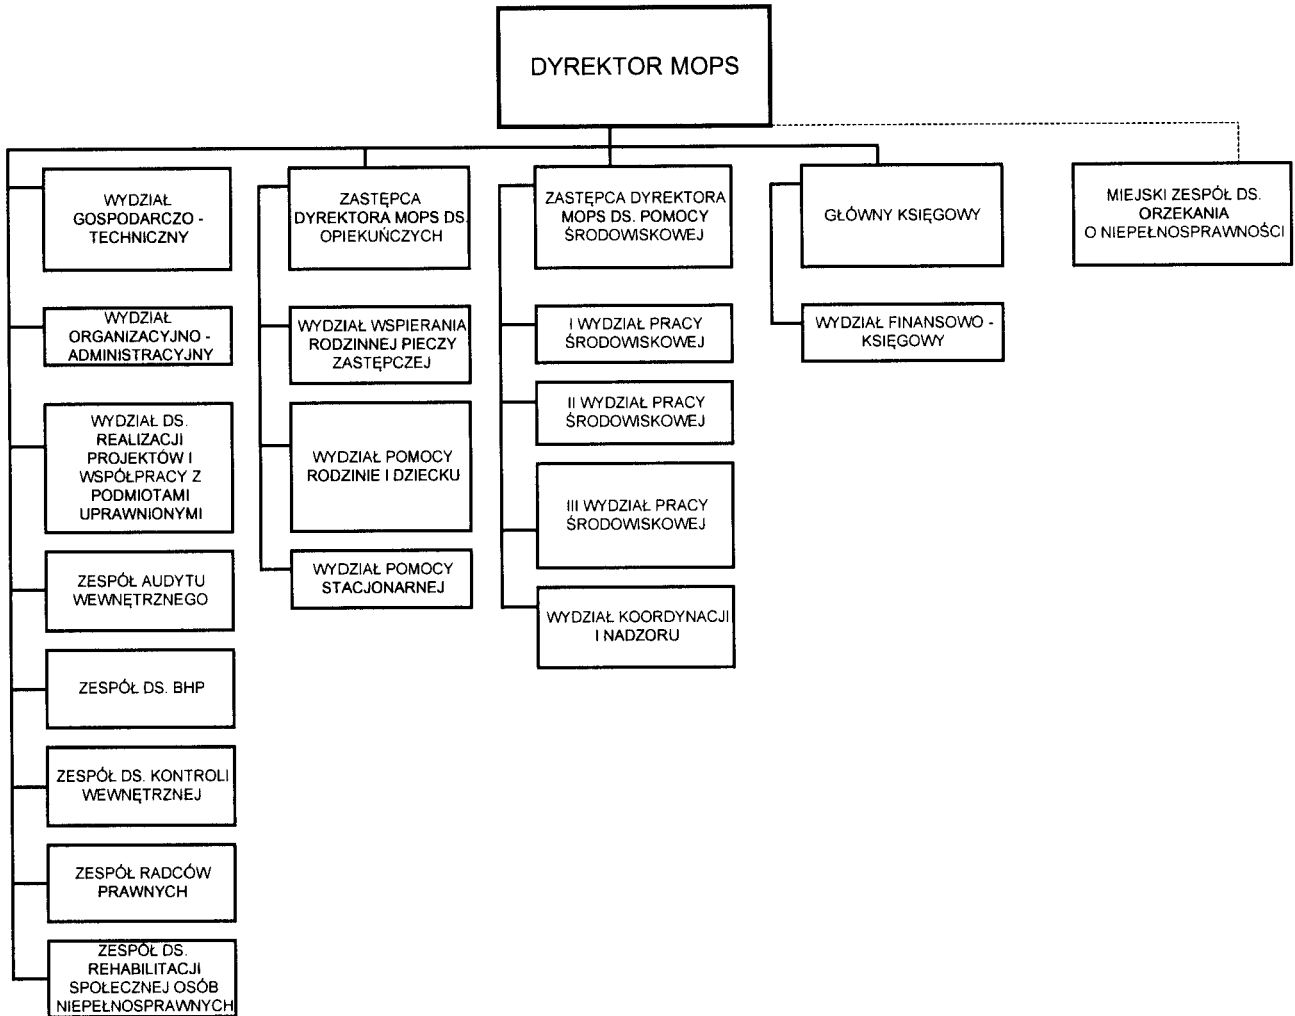 DYREKTOR MOPS
WYDZIAŁ
GOSPODARCZO -
TECHNICZNY
ZASTĘPCA
DYREKTORA MOPS DS.
OPIEKUŃCZYCH
ZASTĘPCA DYREKTORA
MOPS DS. POMOCY
ŚRODOWISKOWEJ
GŁÓWNY KSIĘGOWY
MIEJSKI ZESPÓŁ DS.
ORZEKANIA
O NIEPEŁNOSPRAWNOŚCI
WYDZIAŁ
ORGANIZACYJNO -
ADMINISTRACYJNY
WYDZIAŁ WSPIERANIA
RODZINNEJ PIECZY
ZASTĘPCZEJ
I WYDZIAŁ PRACY
ŚRODOWISKOWEJ
WYDZIAŁ FINANSOWO -
KSIĘGOWY
WYDZIAŁ DS.
REALIZACJI
PROJEKTÓW I
WSPÓŁPRACY Z
PODMIOTAMI
UPRAWNIONYMI
WYDZIAŁ POMOCY
RODZINIE I DZIECKU
II WYDZIAŁ PRACY
ŚRODOWISKOWEJ
III WYDZIAŁ PRACY
ŚRODOWISKOWEJ
ZESPÓŁ AUDYTU
WEWNĘTRZNEGO
WYDZIAŁ POMOCY
STACJONARNEJ
WYDZIAŁ KOORDYNACJI
I NADZORU
ZESPÓŁ DS. BHP
ZESPÓŁ DS. KONTROLI
WEWNĘTRZNEJ
ZESPÓŁ RADCÓW
PRAWNYCH
ZESPÓŁ DS.
REHABILITACJI
SPOŁECZNEJ OSÓB
NIEPEŁNOSPRAWNYCH